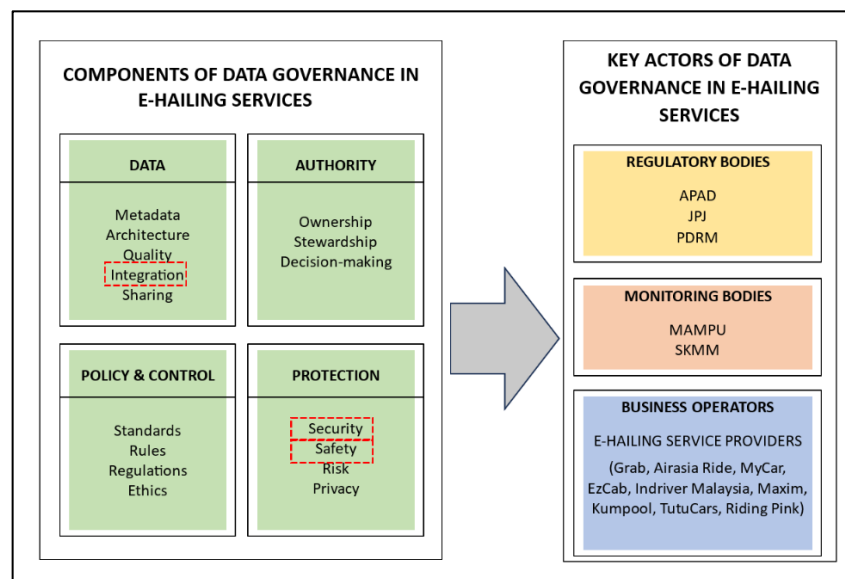 COMPONENTS OF DATA GOVERNANCE IN
E-HAILING SERVICES
DATA
Metadata
Architecture
Quality
Integration
Sharing
AUTHORITY
Ownership
Stewardship
Decision-making
POLICY & CONTROL
Standards
Rules
Regulations
Ethics
PROTECTION
Security
Safety
Risk
Privacy
KEY ACTORS OF DATA
GOVERNANCE IN E-HAILING
SERVICES
REGULATORY BODIES
APAD
JPJ
PDRM
MONITORING BODIES
MAMPU
SKMM
BUSINESS OPERATORS
E-HAILING SERVICE PROVIDERS
(Grab, Airasia Ride, MyCar,
EzCab, Indriver Malaysia, Maxim,
Kumpool, TutuCars, Riding Pink)